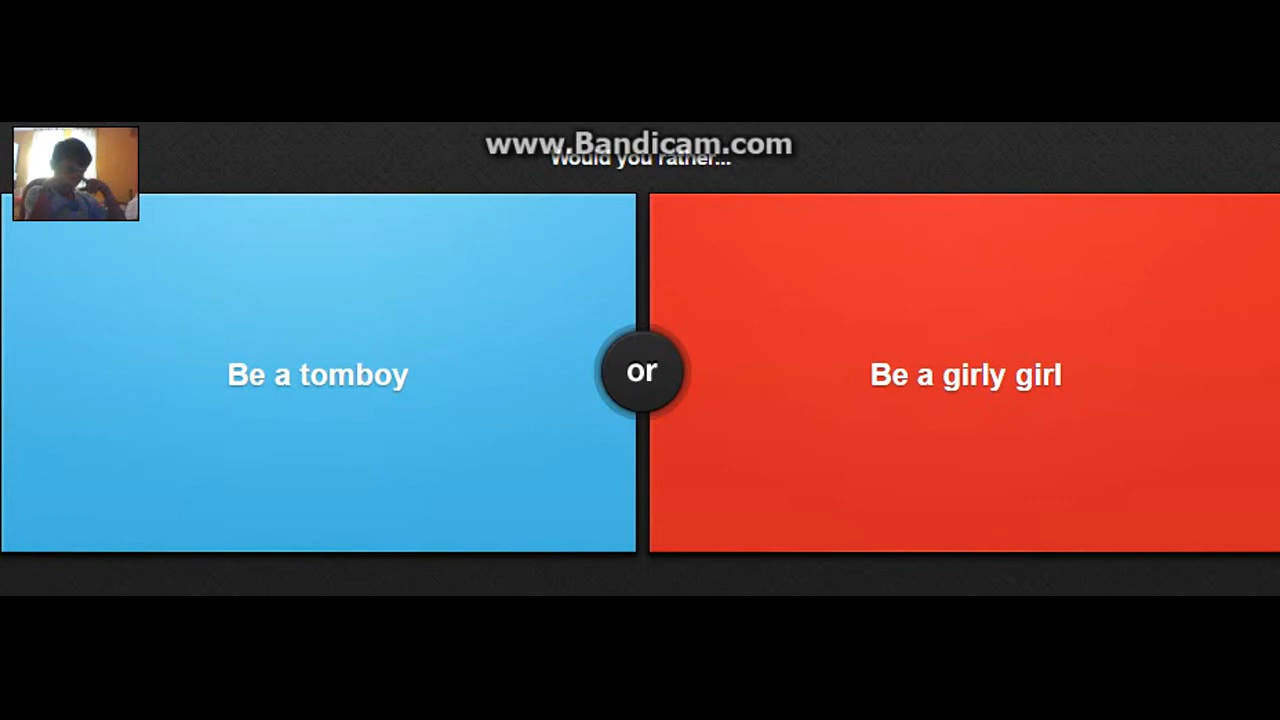 www.Bandicam.com
Would you rather...
Be a tomboy
or
Be a girly girl